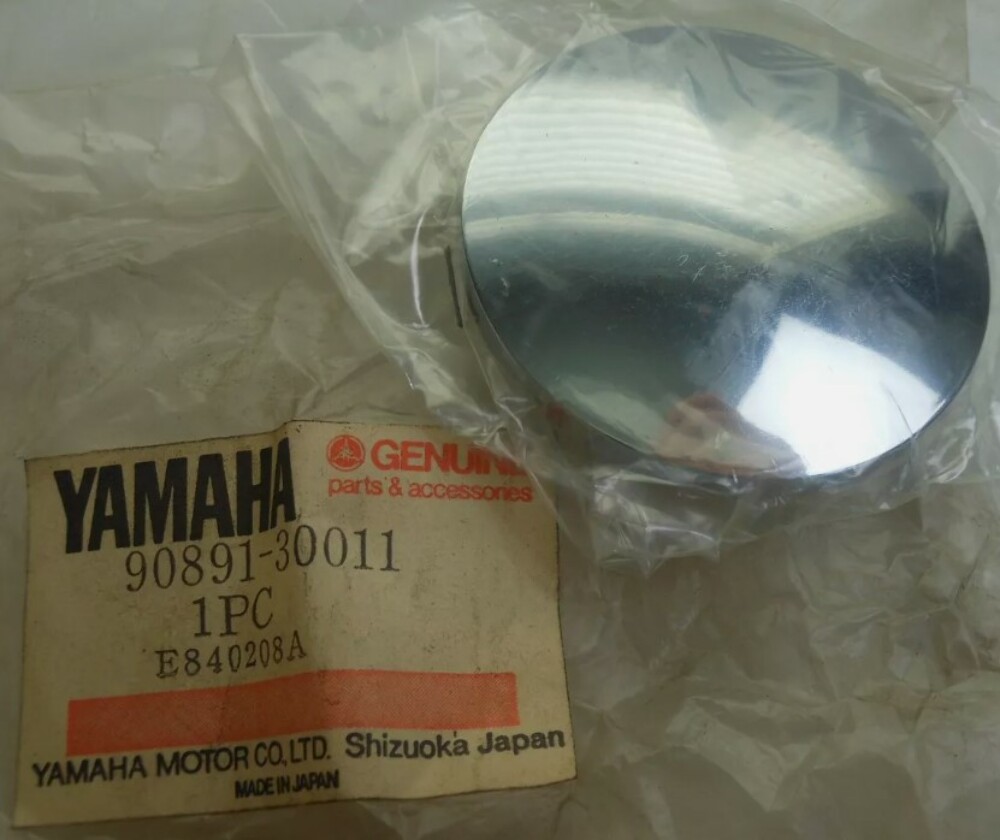 YAMAHA
GENUINE
parts & accessories
90891-30011
1PC
E840208A
YAMAHA MOTOR CO., LTD. Shizuoka Japan
MADE IN JAPAN